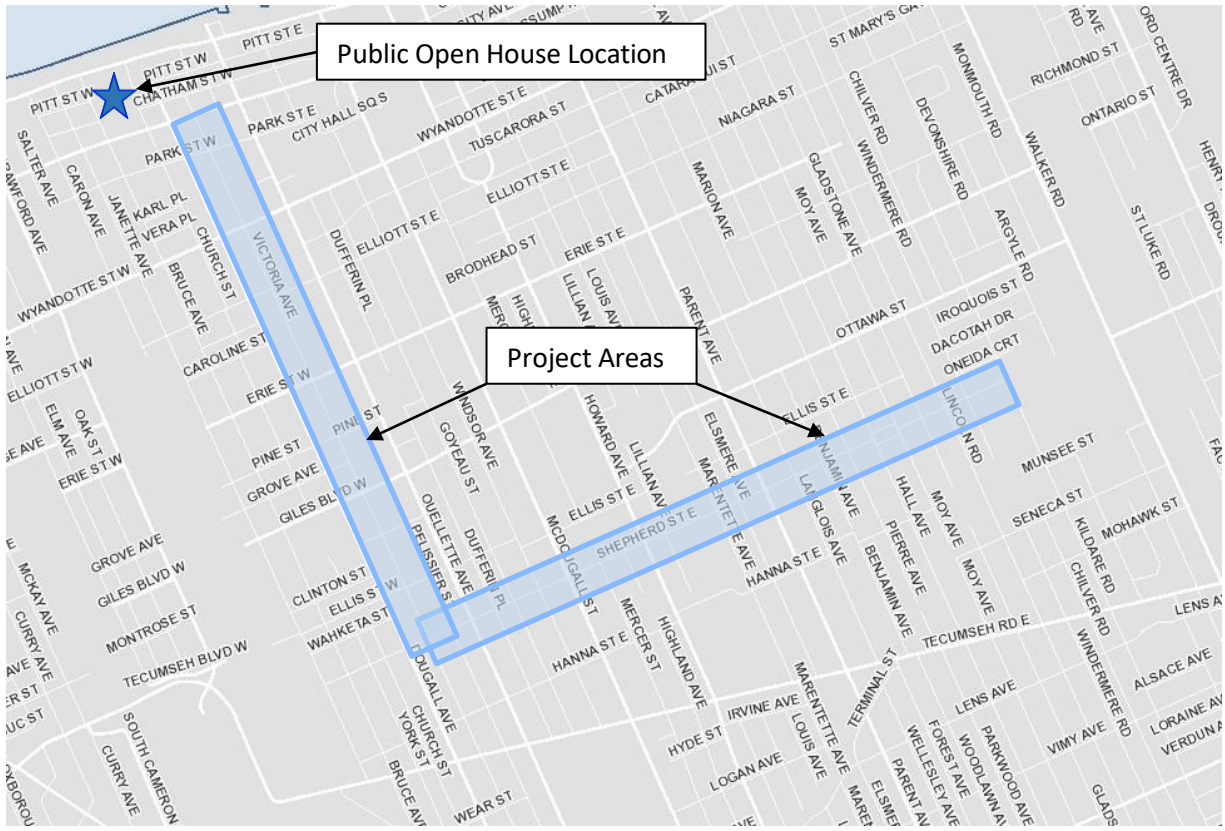 Public Open House Location
Project Areas
PITT ST E
PITT ST W
PITT ST W
CHATHAM ST W
PARK ST E
CITY HALL SQ S
PARK ST W
WYANDOTTE ST E
TUSCARORA ST
ST MARY'S
NIAGARA ST
CHILVER RD
DEVONSHIRE RD
MONMOUTH RD
RICHMOND ST
ONTARIO ST
WALKER RD
SALTER AVE
CARON AVE
JANETTE AVE
KARL PL
VERA PL
CHURCH ST
BRUCE AVE
VICTORIA AVE
DUFFERIN PL
ELLIOTT ST E
ELLIOTT ST E
BRODHEAD ST
ERIE ST E
MARION AVE
MOY AVE
GLADSTONE AVE
WINDERMERE RD
ARGYLE RD
ST LUKE RD
WYANDOTTE ST W
CAROLINE ST
LOUIS AVE
PARENT AVE
OTTAWA ST
IROQUOIS ST
DACOTAH DR
ONEIDA CRT
ELLIOTT ST W
ERIE ST W
ELM AVE
OAK ST
ERIE ST W
PINE ST
PINE ST
GROVE AVE
GILES BLVD W
WINDSOR AVE
GOYEAU ST
HOWARD AVE
LILLIAN AVE
ELSMERE AVE
MARENTETTE AVE
ELLIS ST E
BENJAMIN AVE
LANGLOIS AVE
LINCOLN RD
MUNSEE ST
SENECA ST
MOHAWK ST
HALL AVE
MOY AVE
PIERRE AVE
BENJAMIN AVE
MOY AVE
KILDARE RD
CHILVER RD
GROVE AVE
GILES BLVD W
MONTROSE ST
TECUMSEH BLVD W
MCKAY AVE
CURRY AVE
CLINTON ST
ELLIS ST W
WAHKETA ST
OUELLETTE AVE
PELISSIER S
DUFFERIN PL
ELLIS ST E
SHEPHERD ST E
MCDOUGALL ST
HANNA ST E
HANNA ST E
MERCER ST
HIGHLAND AVE
DOUGALL AVE
CHURCH ST
YORK ST
BRUCE AVE
WEAR ST
SOUTH CAMERON
CURRY AVE
TECUMSEH RD E
TERMINAL ST
IRVINE AVE
HYDE ST
LOGAN AVE
MARENTETTE AVE
LOUIS AVE
LENS AVE
WINDERMERE RD
ALSACE AVE
LORAINE AV
VERDUN A
VIMY AVE
PARKWOOD AVE
WOODLAWN AV
FOREST AVE
WELLESLEY AVE
PARENT AV
ELSME
MAREN
GLADS